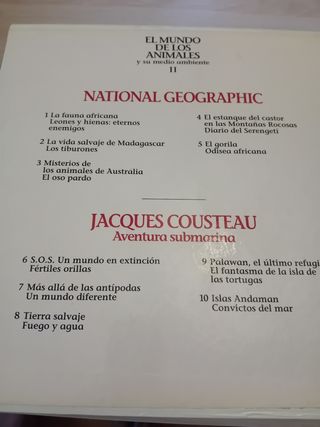 EL MUNDO
DE LOS
ANIMALES
y su medio ambiente
II
NATIONAL GEOGRAPHIC
1 La fauna africana
Leones y hienas: eternos
enemigos
2 La vida salvaje de Madagascar
Los tiburones
3 Misterios de
los animales de Australia
El oso pardo
4 El estanque del castor
en las Montañas Rocosas
Diario del Serengeti
5 El gorila
Odisea africana
JACQUES COUSTEAU
Aventura submarina
6 S.O.S. Un mundo en extinción
Fértiles orillas
7 Más allá de las antípodas
Un mundo diferente
8 Tierra salvaje
Fuego y agua
9 Palawan, el último refugi
El fantasma de la isla de
las tortugas
10 Islas Andaman
Convictos del mar